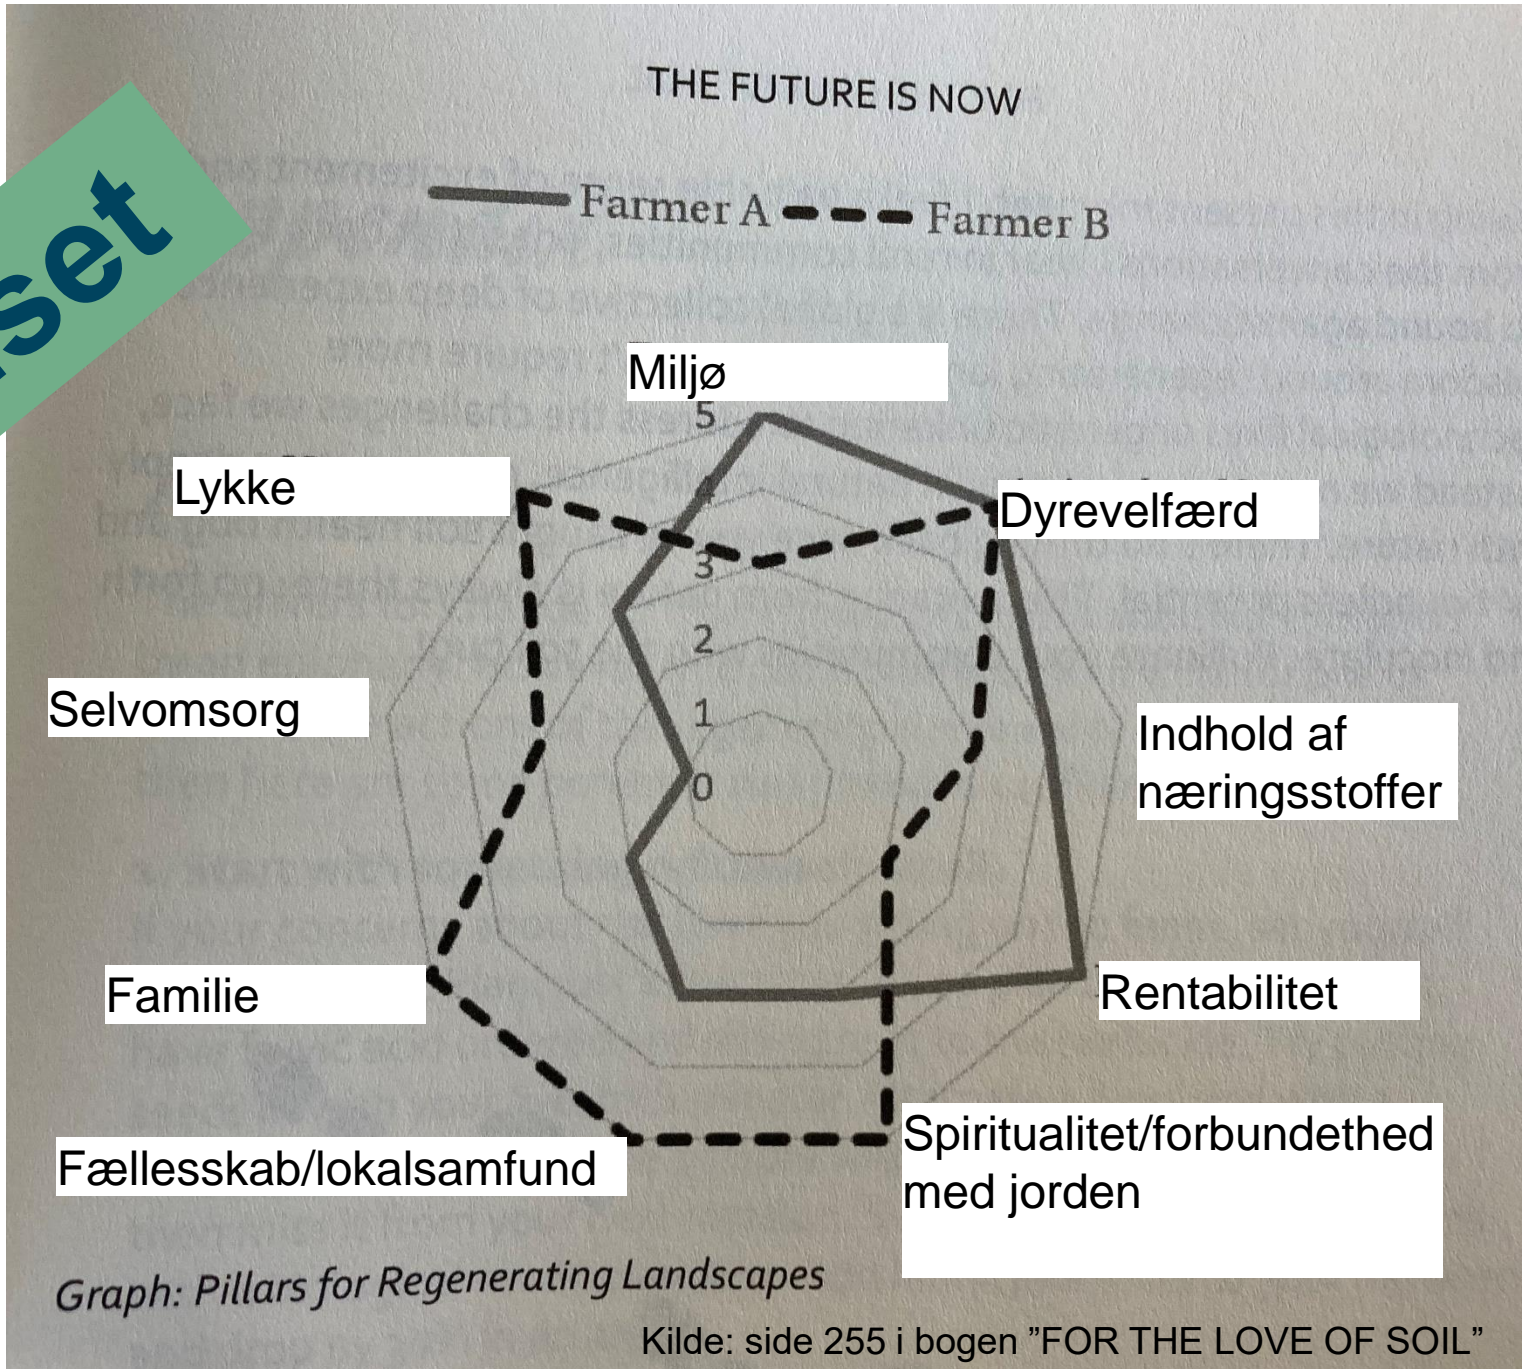 THE FUTURE IS NOW
set
Farmer A
Farmer B
Miljø
5
Lykke
4
Dyrevelfærd
3
2
Selvomsorg
1
Indhold af
næringsstoffer
0
Familie
Rentabilitet
Fællesskab/lokalsamfund
Spiritualitet/forbundethed
med jorden
Graph: Pillars for Regenerating Landscapes
Kilde: side 255 i bogen ”FOR THE LOVE OF SOIL”